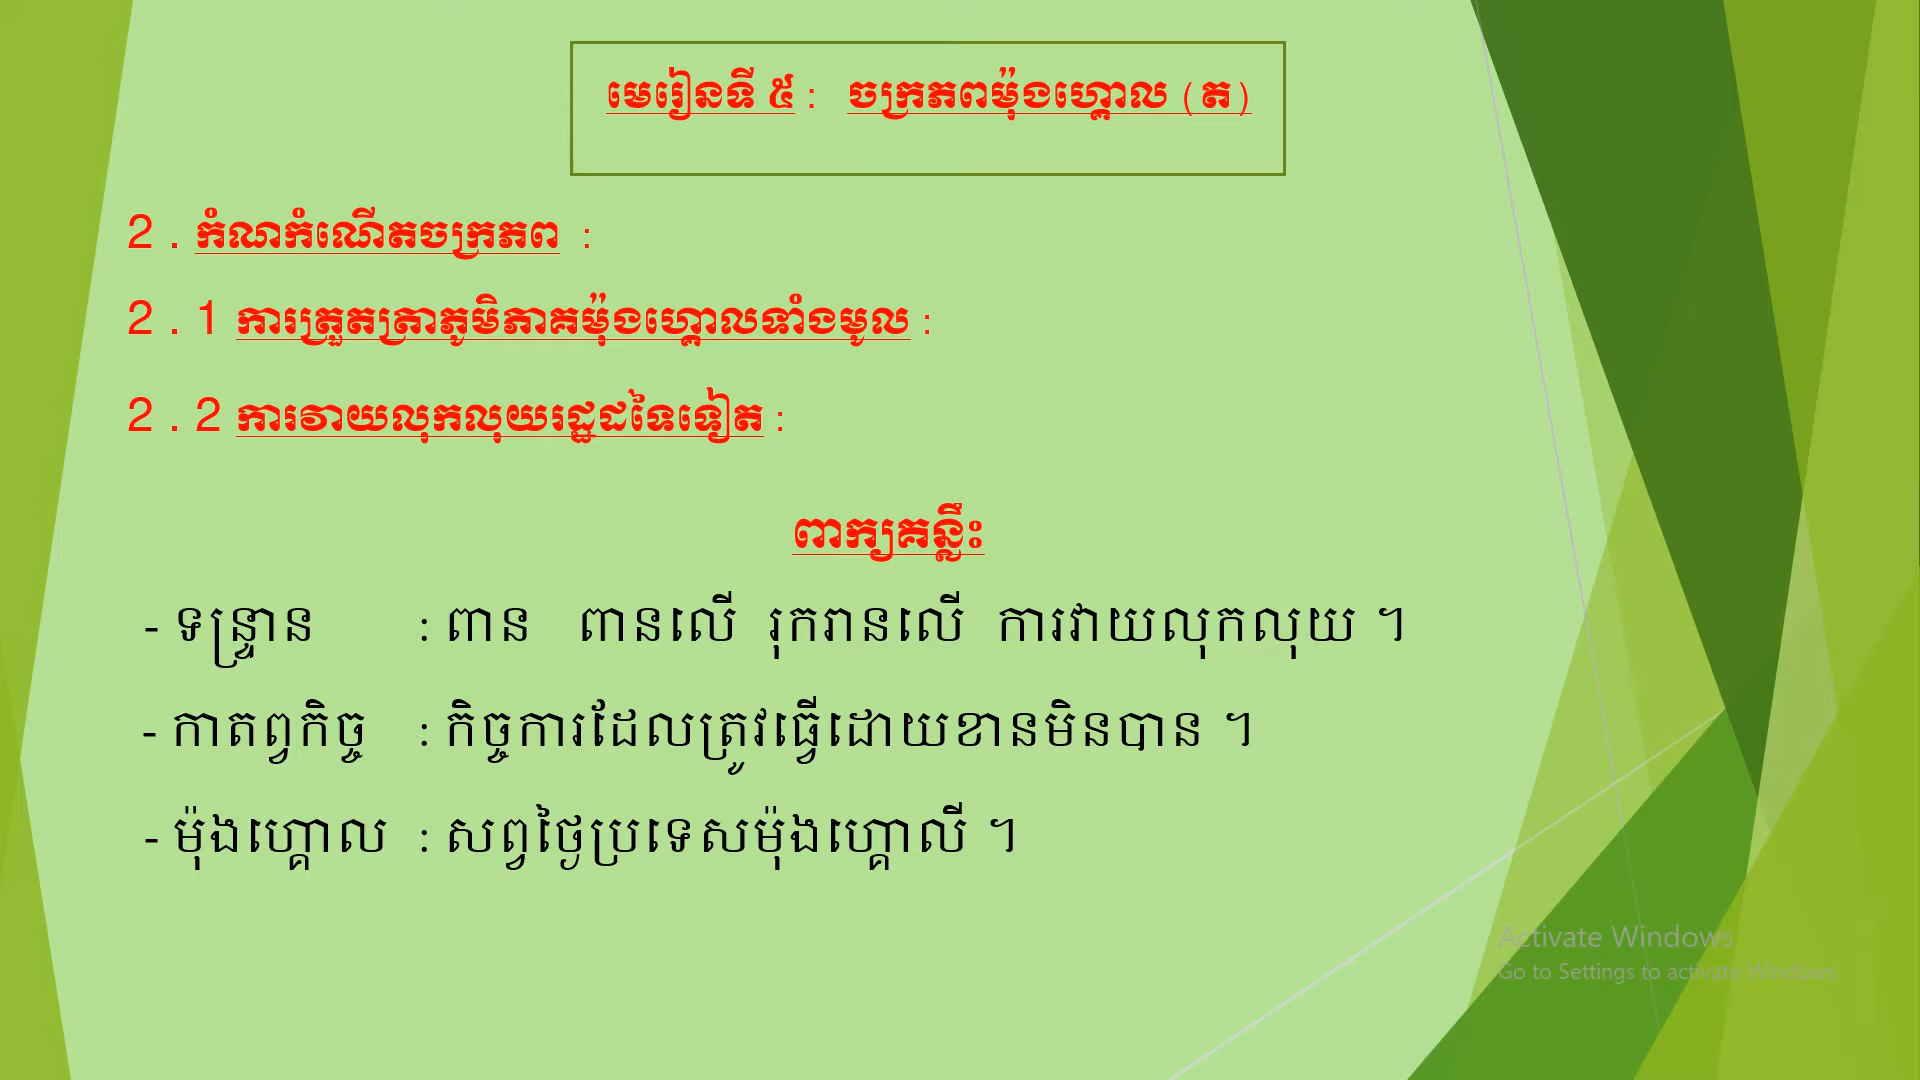 មេរៀនទី ៥ : ចក្រភពម៉ុងហ្គោល (ត)
2 . កំណកំណើតចក្រភព :
2 . 1 ការត្រួតត្រាភូមិភាគម៉ុងហ្គោលទាំងមូល :
2 . 2 ការវាយលុកលុយរដ្ឋដទៃទៀត :
ពាក្យគន្លឹះ
- ទន្ទ្រាន : ពាន ពានលើ រុករានលើ ការវាយលុកលុយ ។
- កាតព្វកិច្ច : កិច្ចការដែលត្រូវធ្វើដោយខានមិនបាន ។
- ម៉ុងហ្គោល : សព្វថ្ងៃប្រទេសម៉ុងហ្គោលី ។
Activate Windows
Go to Settings to activate Windows.